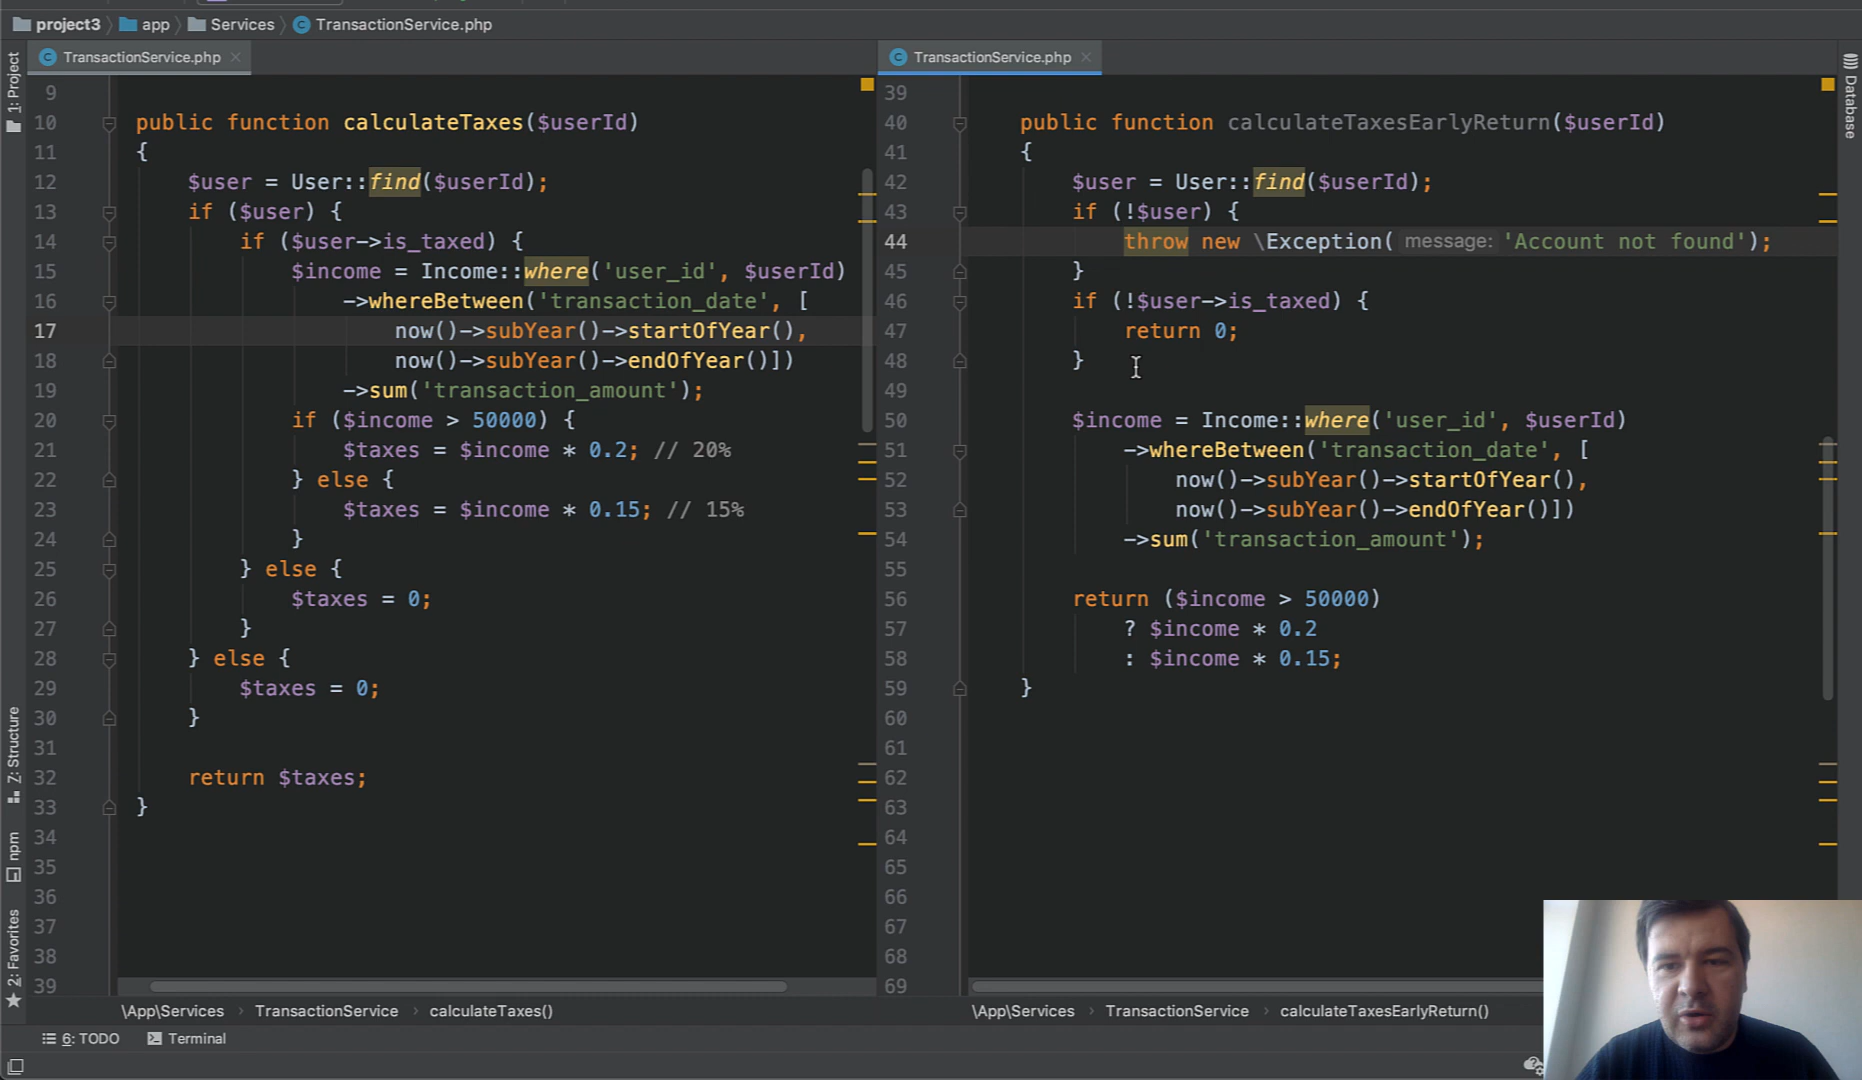 project3 app Services TransactionService.php
1: Project
Z: Structure
npm
2: Favorites
TransactionService.php
9
10 public function calculateTaxes($userId)
11 {
12 $user = User::find($userId);
13 if ($user) {
14 if ($user->is_taxed) {
15 $income = Income::where('user_id', $userId)
16 ->whereBetween('transaction_date', [
17 now()->subYear()->startOfYear(),
18 now()->subYear()->endOfYear()])
19 ->sum('transaction_amount');
20 if ($income > 50000) {
21 $taxes = $income * 0.2; // 20%
22 } else {
23 $taxes = $income * 0.15; // 15%
24 }
25 } else {
26 $taxes = 0;
27 }
28 } else {
29 $taxes = 0;
30 }
31
32 return $taxes;
33 }
34
35
36
37
38
39
\App\Services TransactionService calculateTaxes()
TransactionService.php
39
40 public function calculateTaxesEarlyReturn($userId)
41 {
42 $user = User::find($userId);
43 if (!$user) {
44 throw new \Exception( message: 'Account not found');
45 }
46 if (!$user->is_taxed) {
47 return 0;
48 }
49
50 $income = Income::where('user_id', $userId)
51 ->whereBetween('transaction_date', [
52 now()->subYear()->startOfYear(),
53 now()->subYear()->endOfYear()])
54 ->sum('transaction_amount');
55
56 return ($income > 50000)
57 ? $income * 0.2
58 : $income * 0.15;
59 }
60
61
62
63
64
65
66
67
68
69
\App\Services TransactionService calculateTaxesEarlyReturn()
Database
6: TODO Terminal